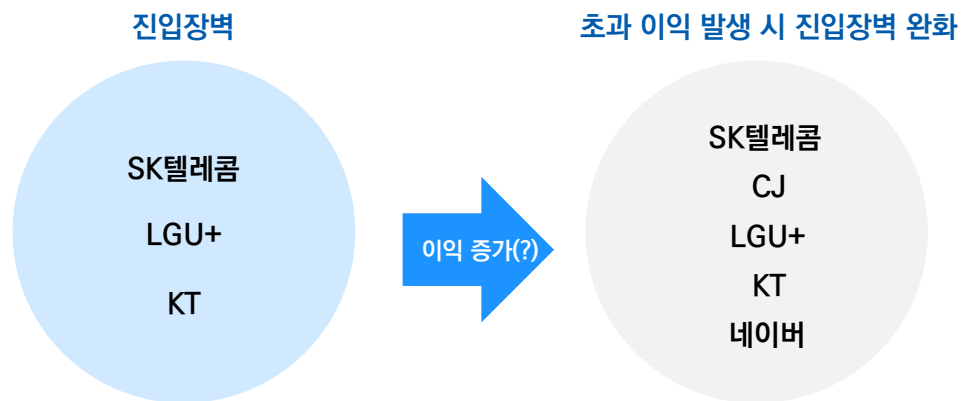 진입장벽
SK텔레콤
LGU+
KT
이익 증가(?)
초과 이익 발생 시 진입장벽 완화
SK텔레콤
CJ
LGU+
KT
네이버